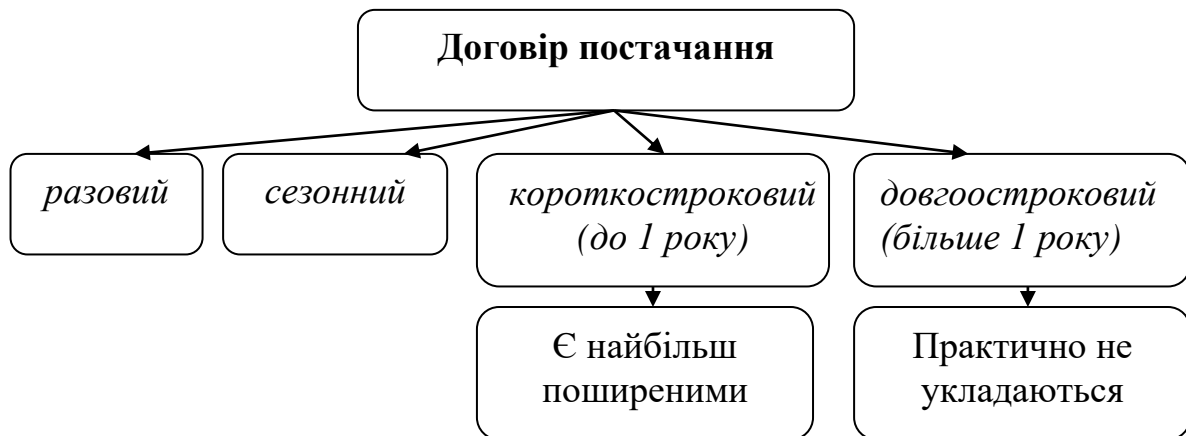 Договір постачання
разовий
сезонний
короткостроковий
(до 1 року)
довгоостроковий
(більше 1 року)
Є найбільш
поширеними
Практично не
укладаються